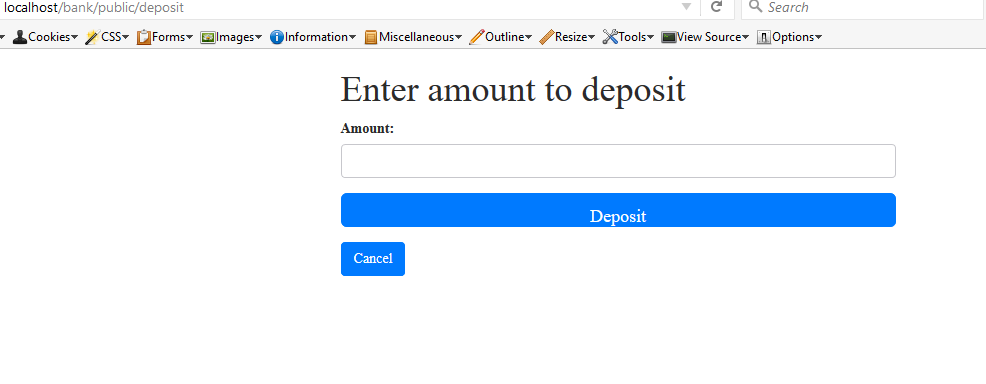 localhost/bank/public/deposit
Search
Cookies CSS Forms Images Information Miscellaneous Outline Resize Tools View Source Options
Enter amount to deposit
Amount:
Deposit
Cancel